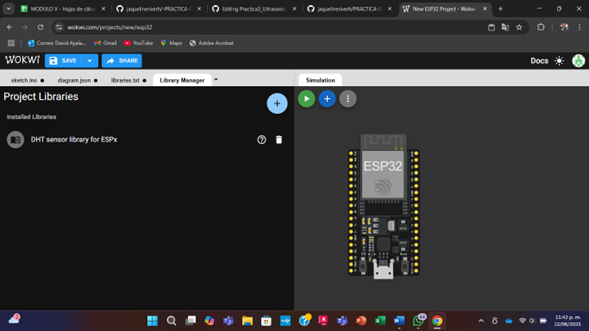 MODULO V - Hojas de cálc
jaquelinerikerh/-PRACTICA-C
Editing Practica3_Ultrasonic
jaquelinerikerh/PRACTICA-C
New ESP32 Project - Wokwi
wokwi.com/projects/new/esp32
Correo: David Ayala...
Gmail
YouTube
Maps
Adobe Acrobat
WOKWI
SAVE
SHARE
Docs
sketch.ino
diagram.json
libraries.txt
Library Manager
Simulation
Project Libraries
Installed Libraries
DHT sensor library for ESPx
ESP32
11:42 p. m.
12/08/2025